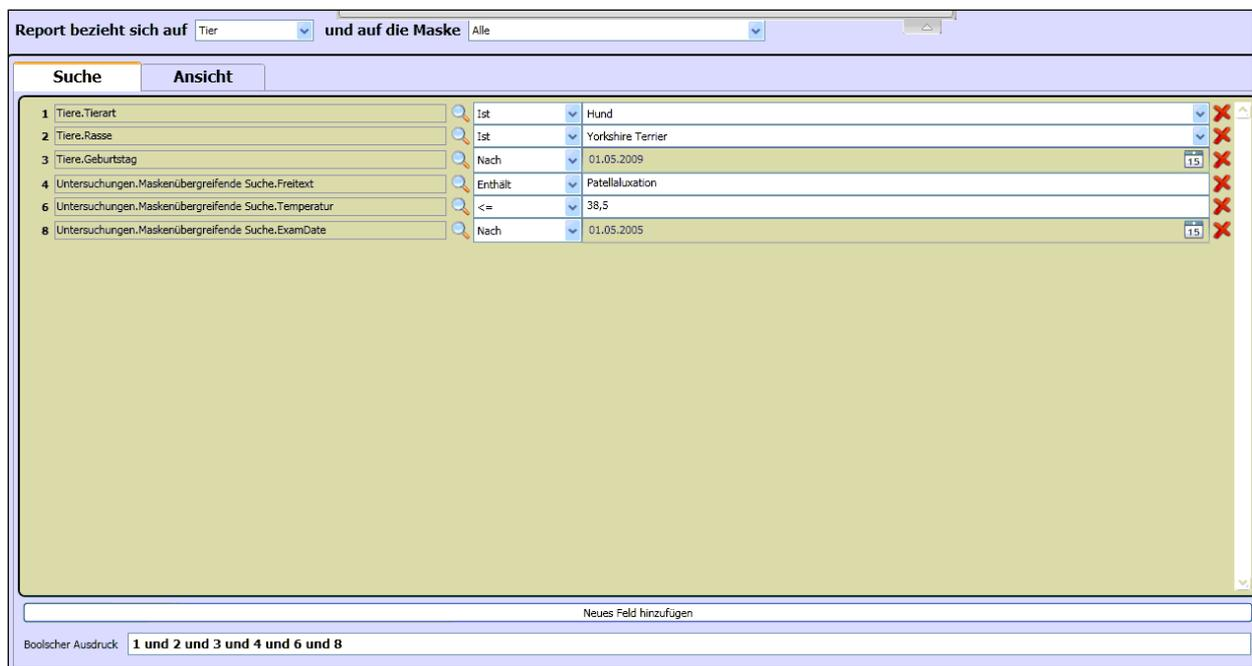 Report bezieht sich auf Tier und auf die Maske Alle
Suche Ansicht
1 Tiere.Tierart Ist Hund
2 Tiere.Rasse Ist Yorkshire Terrier
3 Tiere.Geburtstag Nach 01.05.2009 15
4 Untersuchungen.Maskenübergreifende Suche.Freitext Enthält Patellaluxation
6 Untersuchungen.Maskenübergreifende Suche.Temperatur <= 38,5
8 Untersuchungen.Maskenübergreifende Suche.ExamDate Nach 01.05.2005 15
Neues Feld hinzufügen
Boolscher Ausdruck 1 und 2 und 3 und 4 und 6 und 8